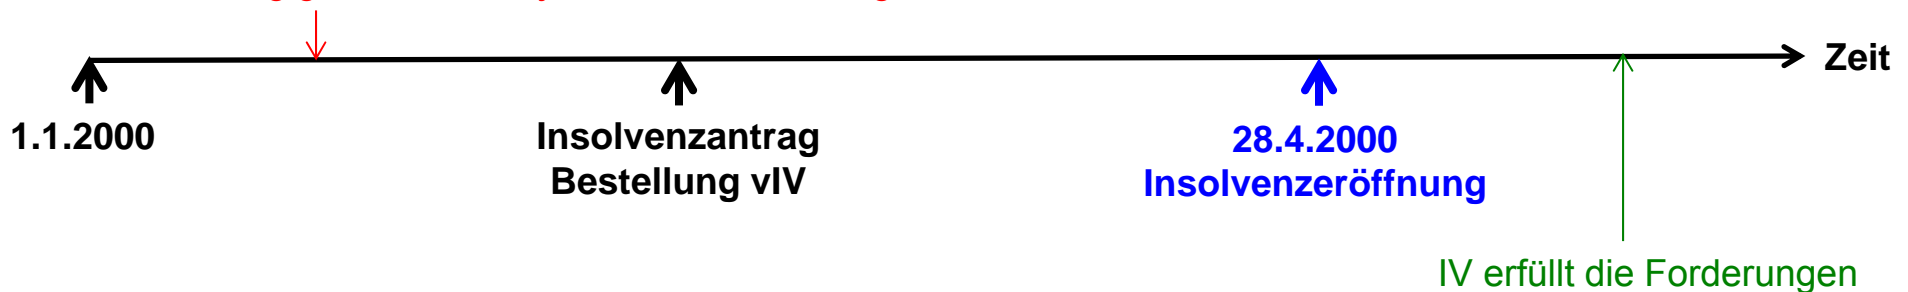 Zeit
1.1.2000
Insolvenzantrag
Bestellung vIV
28.4.2000
Insolvenzeröffnung
IV erfüllt die Forderungen